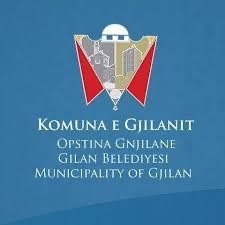 KOMUNA E GJILANIT
OPSTINA GNJILANE
GILAN BELEDIYESI
MUNICIPALITY OF GJILAN